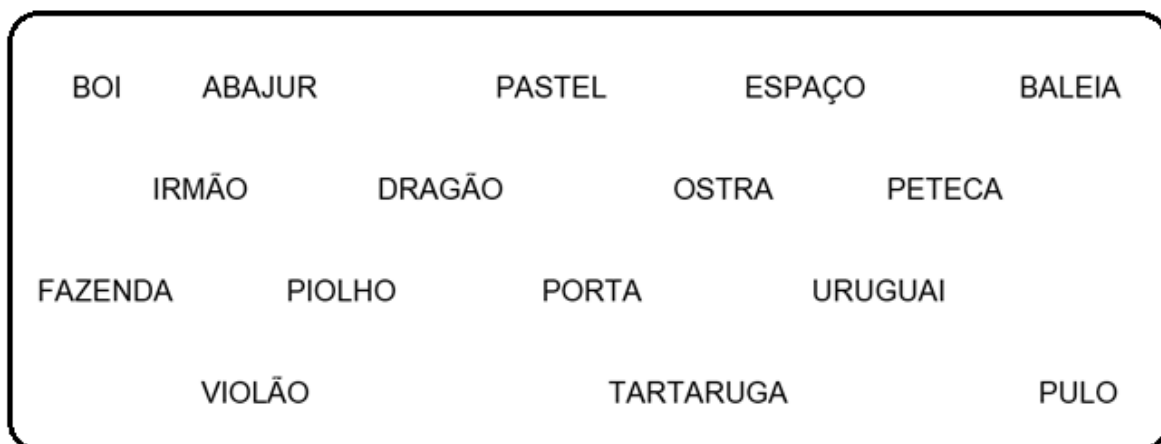 BOI ABAJUR PASTEL ESPAÇO BALEIA
IRMÃO DRAGÃO OSTRA PETECA
FAZENDA PIOLHO PORTA URUGUAI
VIOLÃO TARTARUGA PULO